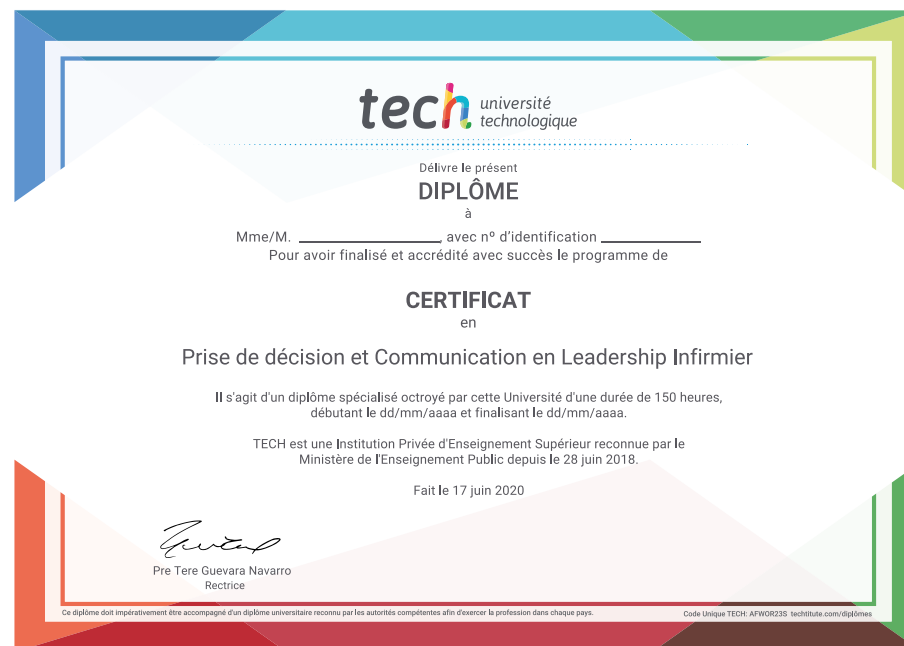 tech université
technologique
Délivre le présent
DIPLÔME
à
Mme/M. ____________________, avec nº d'identification ______________
Pour avoir finalisé et accrédité avec succès le programme de
CERTIFICAT
en
Prise de décision et Communication en Leadership Infirmier
Il s'agit d'un diplôme spécialisé octroyé par cette Université d'une durée de 150 heures,
débutant le dd/mm/aaaa et finalisant le dd/mm/aaaa.
TECH est une Institution Privée d'Enseignement Supérieur reconnue par le
Ministère de l'Enseignement Public depuis le 28 juin 2018.
Fait le 17 juin 2020
Pre Tere Guevara Navarro
Rectrice
Ce diplôme doit impérativement être accompagné d'un diplôme universitaire reconnu par les autorités compétentes afin d'exercer la profession dans chaque pays.
Code Unique TECH: AFWOR23S techtitute.com/diplômes